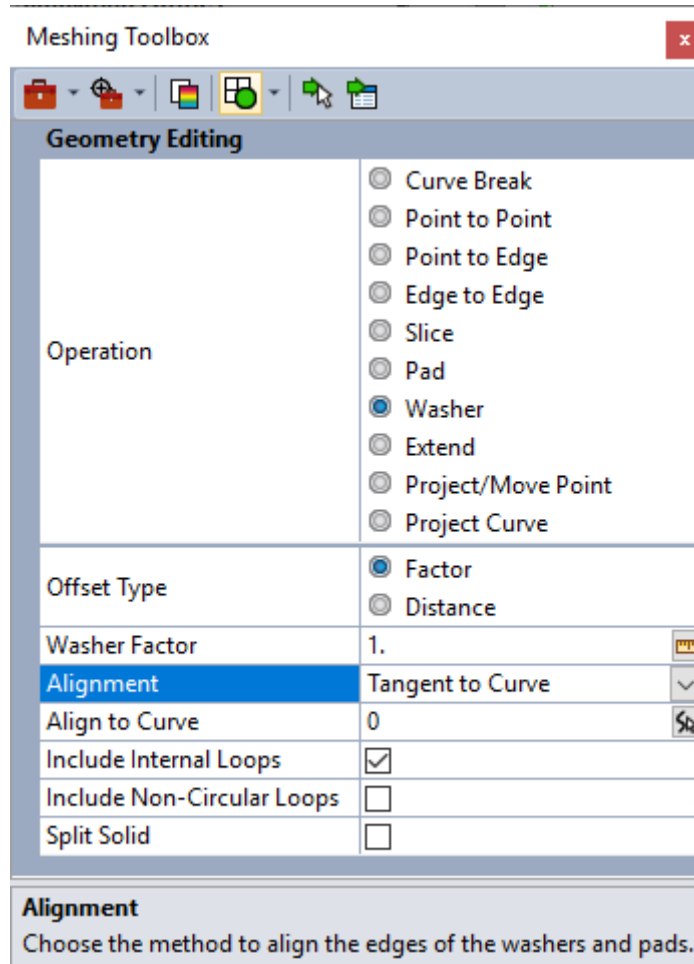 Meshing Toolbox
Geometry Editing
Operation
Curve Break
Point to Point
Point to Edge
Edge to Edge
Slice
Pad
Washer
Extend
Project/Move Point
Project Curve
Offset Type
Factor
Distance
Washer Factor 1.
Alignment Tangent to Curve
Align to Curve 0
Include Internal Loops
Include Non-Circular Loops
Split Solid
Alignment
Choose the method to align the edges of the washers and pads.